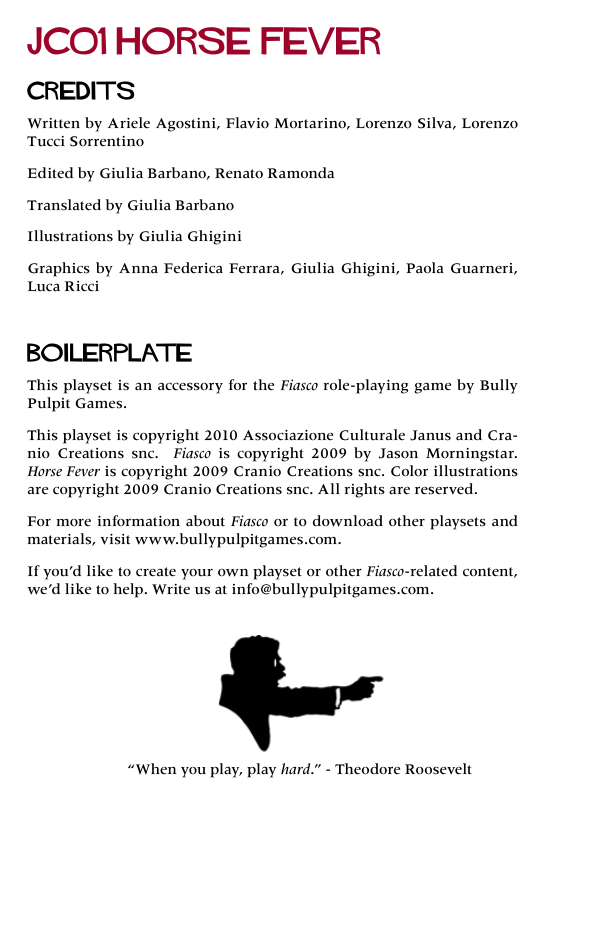 JC01 HORSE FEVER
CREDITS
Written by Ariele Agostini, Flavio Mortarino, Lorenzo Silva, Lorenzo
Tucci Sorrentino
Edited by Giulia Barbano, Renato Ramonda
Translated by Giulia Barbano
Illustrations by Giulia Ghigini
Graphics by Anna Federica Ferrara, Giulia Ghigini, Paola Guarneri,
Luca Ricci
BOILERPLATE
This playset is an accessory for the Fiasco role-playing game by Bully
Pulpit Games.
This playset is copyright 2010 Associazione Culturale Janus and Cra-
nio Creations snc.  Fiasco is copyright 2009 by Jason Morningstar.
Horse Fever is copyright 2009 Cranio Creations snc. Color illustrations
are copyright 2009 Cranio Creations snc. All rights are reserved.
For more information about Fiasco or to download other playsets and
materials, visit www.bullypulpitgames.com.
If you’d like to create your own playset or other Fiasco-related content,
we’d like to help. Write us at info@bullypulpitgames.com.
“When you play, play hard.” - Theodore Roosevelt